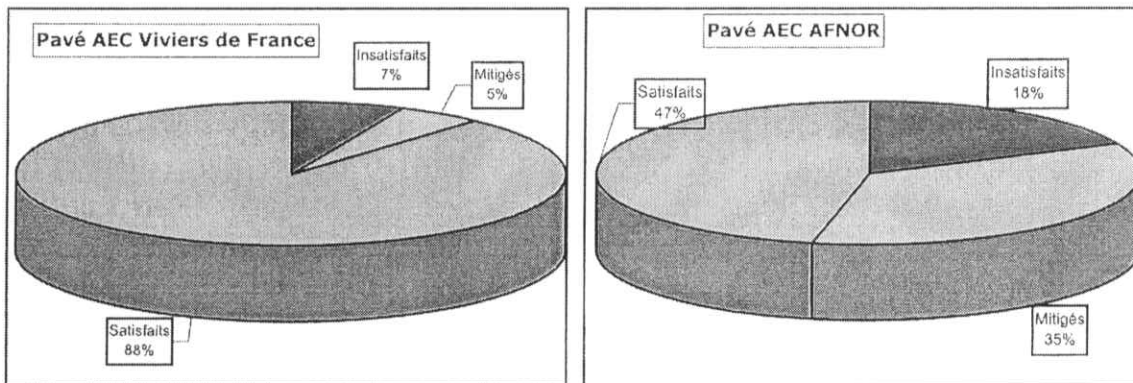 Pavé AEC Viviers de France
Insatisfaits
7%
Mitigés
5%
Satisfaits
88%
Pavé AEC AFNOR
Insatisfaits
18%
Satisfaits
47%
Mitigés
35%